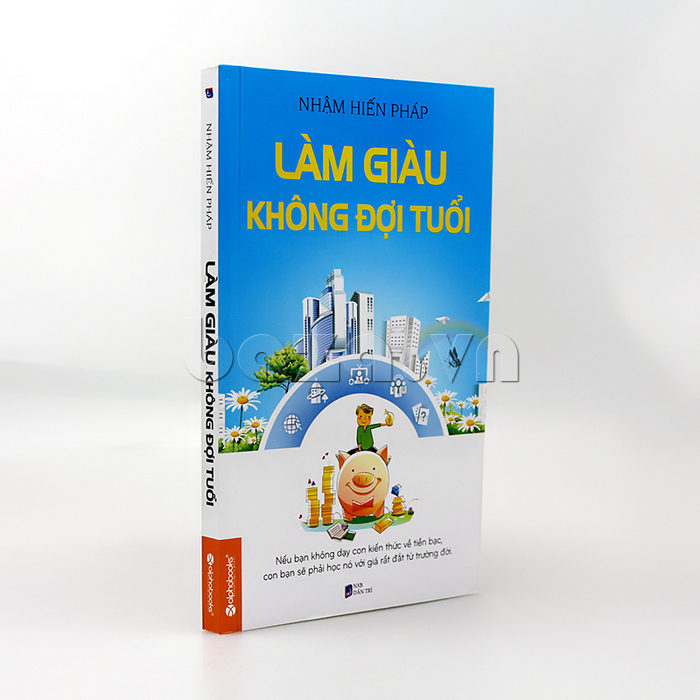 NHẬM HIẾN PHÁP
LÀM GIÀU
KHÔNG ĐỢI TUỔI
Nếu bạn không dạy con kiến thức về tiền bạc,
con bạn sẽ phải học nó với giá rất đắt từ trường đời.
NXB
DÂN TRÍ
NHẬM HIẾN PHÁP
LÀM GIÀU KHÔNG ĐỢI TUỔI
alphabooks